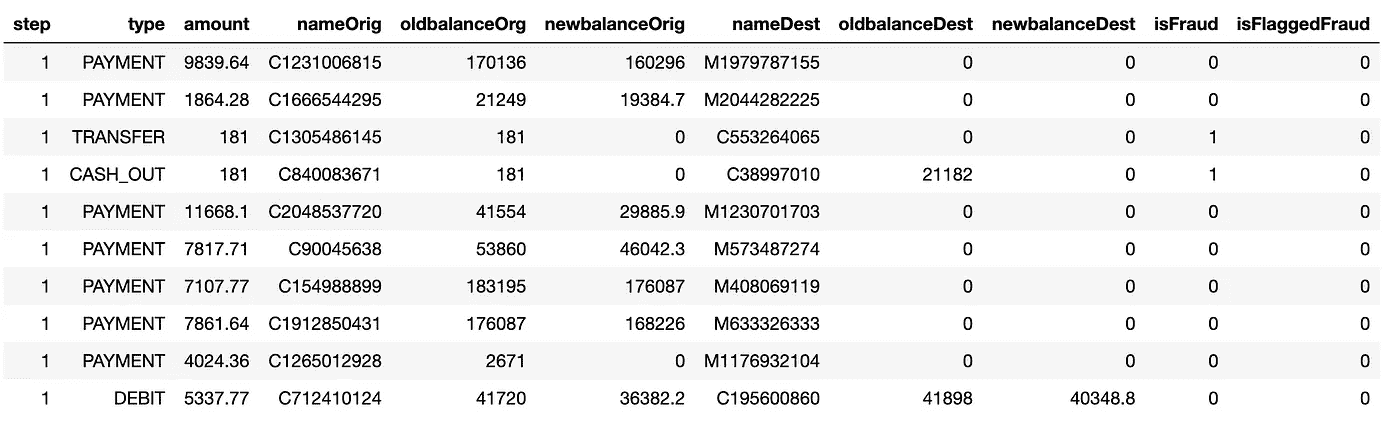 step type amount nameOrig oldbalanceOrg newbalanceOrig nameDest oldbalanceDest newbalanceDest isFraud isFlaggedFraud
1 PAYMENT 9839.64 C1231006815 170136 160296 M1979787155 0 0 0 0
1 PAYMENT 1864.28 C1666544295 21249 19384.7 M2044282225 0 0 0 0
1 TRANSFER 181 C1305486145 181 0 C553264065 0 0 1 0
1 CASH_OUT 181 C840083671 181 0 C38997010 21182 0 1 0
1 PAYMENT 11668.1 C2048537720 41554 29885.9 M1230701703 0 0 0 0
1 PAYMENT 7817.71 C90045638 53860 46042.3 M573487274 0 0 0 0
1 PAYMENT 7107.77 C154988899 183195 176087 M408069119 0 0 0 0
1 PAYMENT 7861.64 C1912850431 176087 168226 M633326333 0 0 0 0
1 PAYMENT 4024.36 C1265012928 2671 0 M1176932104 0 0 0 0
1 DEBIT 5337.77 C712410124 41720 36382.2 C195600860 41898 40348.8 0 0